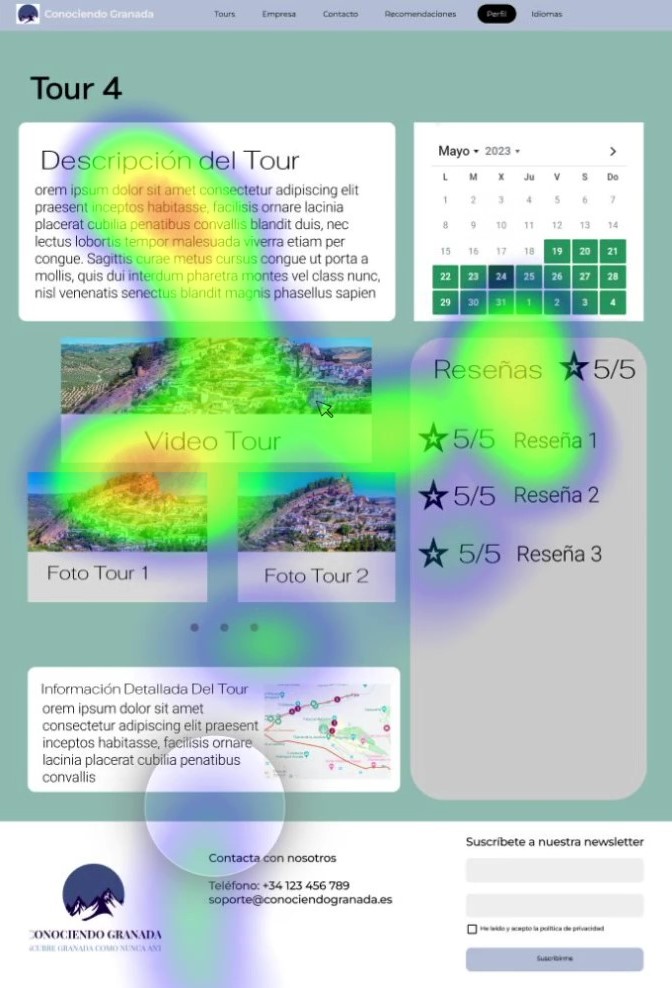 Conociendo Granada
Tours Empresa Contacto Recomendaciones Perfil Idiomas
Tour 4
Descripción del Tour
orem ipsum dolor sit amet consectetur adipiscing elit
praesent inceptos habitasse, facilisis ornare lacinia
placerat cubilia penatibus convallis blandit duis, nec
lectus lobortis tempor malesuada viverra etiam per
congue. Sagittis curae metus cursus congue ut porta a
mollis, quis dui interdum pharetra montes vel class nunc,
nisl venenatis senectus blandit magnis phasellus sapien
Mayo 2023
L M X Ju V S Do
1 2 3 4 5 6 7
8 9 10 11 12 13 14
15 16 17 18 19 20 21
22 23 24 25 26 27 28
29 30 31 1 2 3 4
Video Tour
Foto Tour 1
Foto Tour 2
Reseñas 5/5
5/5 Reseña 1
5/5 Reseña 2
5/5 Reseña 3
Información Detallada Del Tour
orem ipsum dolor sit amet
consectetur adipiscing elit praesent
inceptos habitasse, facilisis ornare
lacinia placerat cubilia penatibus
convallis
CONOCIENDO GRANADA
CUBRE GRANADA COMO NUNCA ANT
Contacta con nosotros
Teléfono: +34 123 456 789
soporte@conociendogranada.es
Suscríbete a nuestra newsletter
He leído y acepto la política de privacidad
Suscribirme